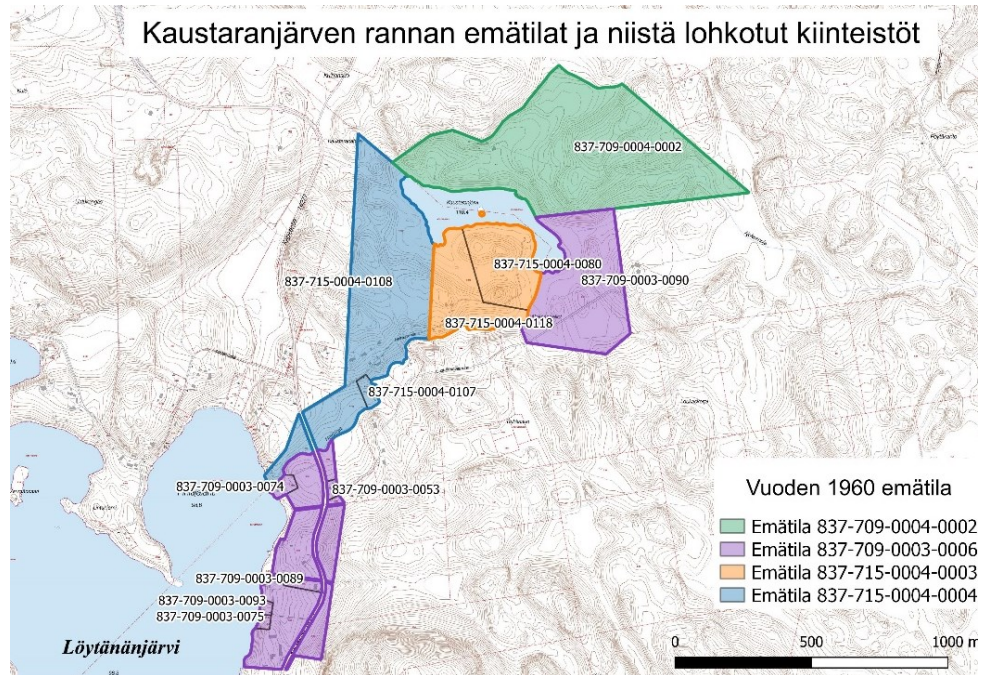 Kaustaranjärven rannan emätilat ja niistä lohkotut kiinteistöt
837-709-0004-0002
837-715-0004-0108
837-715-0004-0080
837-709-0003-0090
837-715-0004-0118
837-715-0004-0107
837-709-0003-0074
837-709-0003-0053
837-709-0003-0089
837-709-0003-0093
837-709-0003-0075
Löytänänjärvi
Vuoden 1960 emätila
Emätila 837-709-0004-0002
Emätila 837-709-0003-0006
Emätila 837-715-0004-0003
Emätila 837-715-0004-0004
0 500 1000 m